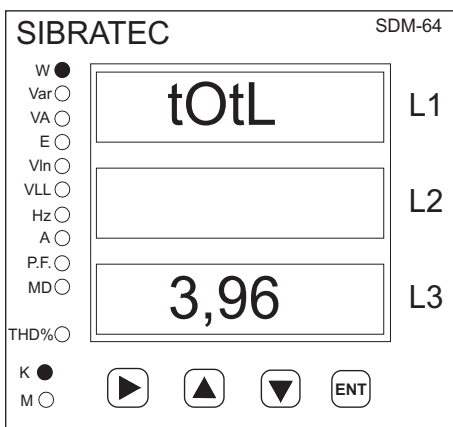 SIBRATEC SDM-64
W
Var
VA
E
Vln
VLL
Hz
A
P.F.
MD
THD%
K
M
tOtL L1
L2
3,96 L3
ENT